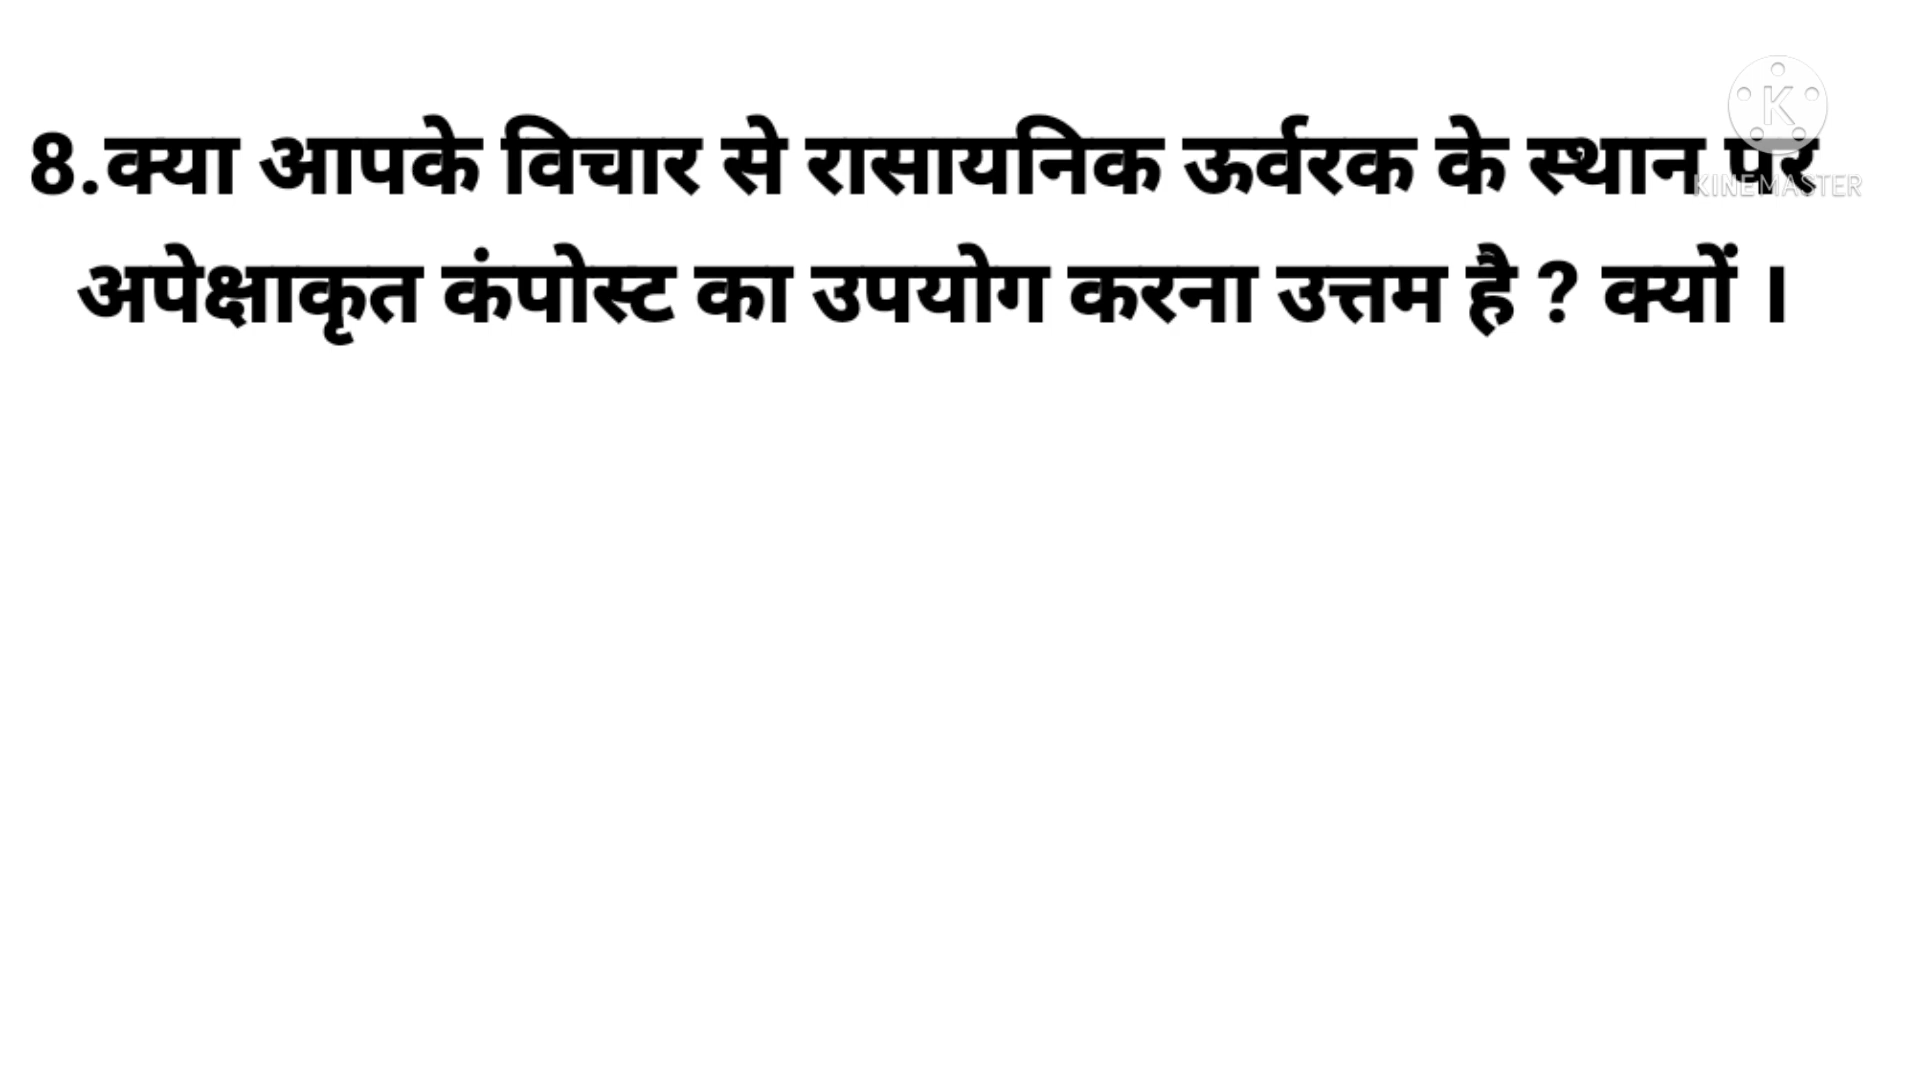 8.क्या आपके विचार से रासायनिक ऊर्वरक के स्थान पर
अपेक्षाकृत कंपोस्ट का उपयोग करना उत्तम है ? क्यों ।
K
KINEMASTER